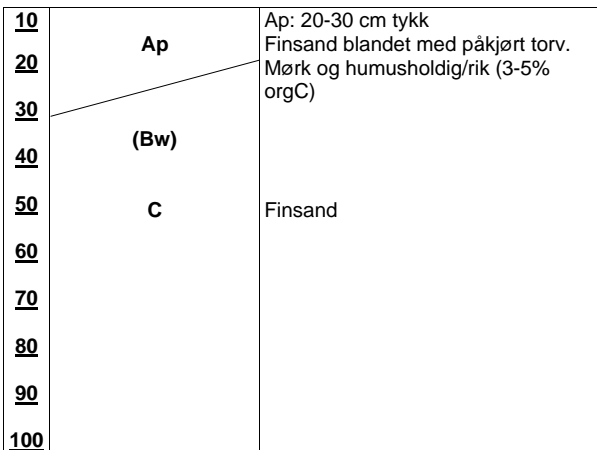 10
Ap: 20-30 cm tykk
Ap
Finsand blandet med påkjørt torv.
20
Mørk og humusholdig/rik (3-5%
orgC)
30
(Bw)
40
50
C
Finsand
60
70
80
90
100